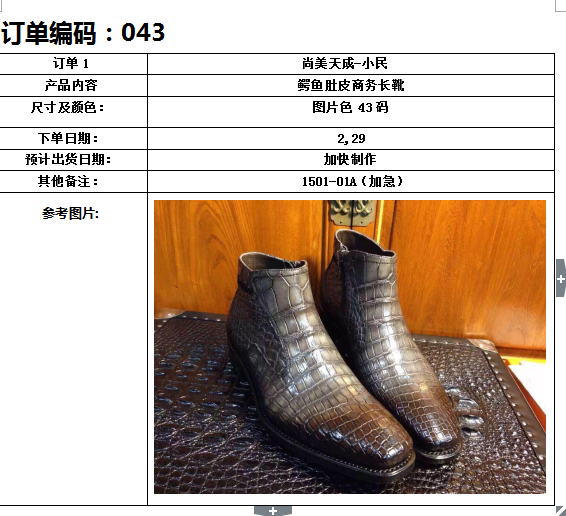 订单编码：043
订单 1
尚美天成-小民
产品内容
鳄鱼肚皮商务长靴
尺寸及颜色：
图片色 43 码
下单日期：
2,29
预计出货日期：
加快制作
其他备注：
1501-01A（加急）
参考图片: